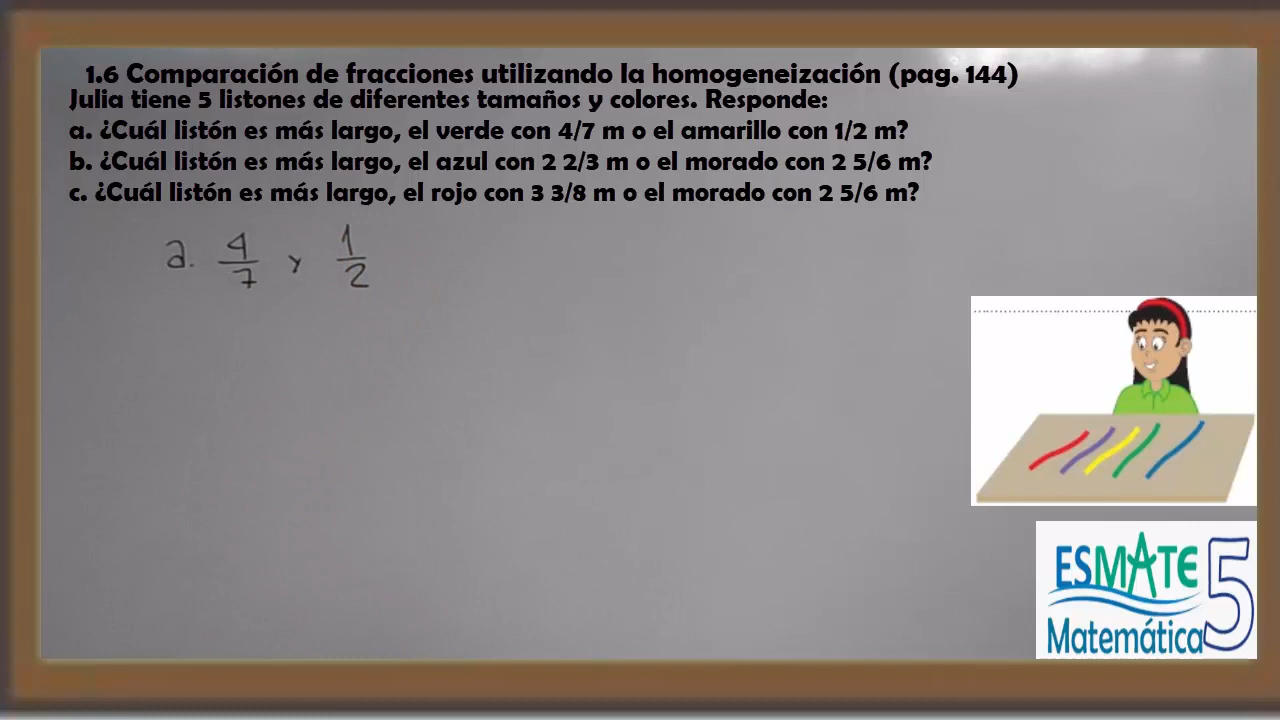 1.6 Comparación de fracciones utilizando la homogeneización (pag. 144)
Julia tiene 5 listones de diferentes tamaños y colores. Responde:
a. ¿Cuál listón es más largo, el verde con 4/7 m o el amarillo con 1/2 m?
b. ¿Cuál listón es más largo, el azul con 2 2/3 m o el morado con 2 5/6 m?
c. ¿Cuál listón es más largo, el rojo con 3 3/8 m o el morado con 2 5/6 m?
a. 4/7 y 1/2
ESMATE 5
Matemática